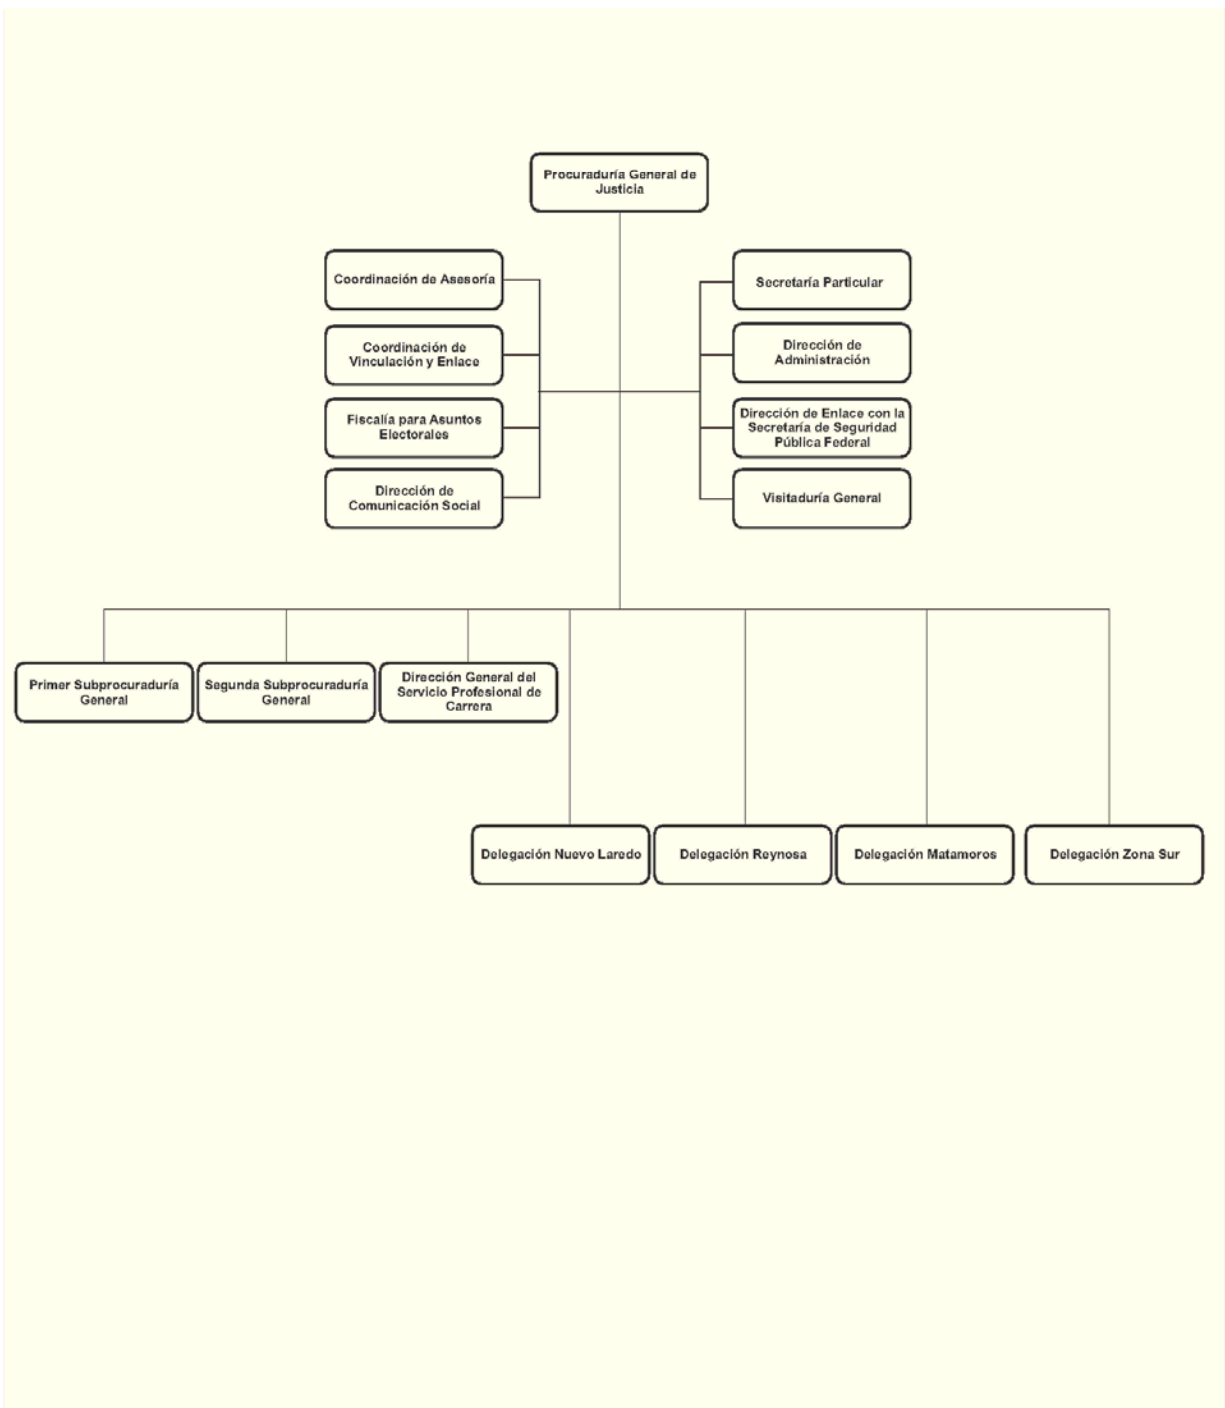 Procuraduría General de
Justicia
Coordinación de Asesoría
Secretaría Particular
Coordinación de
Vinculación y Enlace
Dirección de
Administración
Fiscalía para Asuntos
Electorales
Dirección de Enlace con la
Secretaría de Seguridad
Pública Federal
Dirección de
Comunicación Social
Visitaduría General
Primer Subprocuraduría
General
Segunda Subprocuraduría
General
Dirección General del
Servicio Profesional de
Carrera
Delegación Nuevo Laredo
Delegación Reynosa
Delegación Matamoros
Delegación Zona Sur